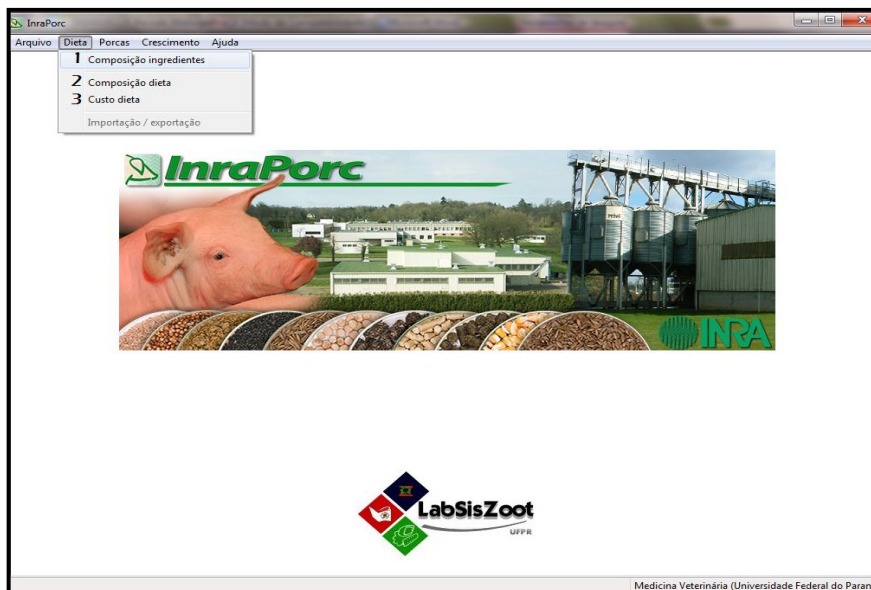 InraPorc
Arquivo Dieta Porcas Crescimento Ajuda
1 Composição ingredientes
2 Composição dieta
3 Custo dieta
Importação / exportação
InraPorc
INRA
LabSisZoot
UFPR
Medicina Veterinária (Universidade Federal do Paran